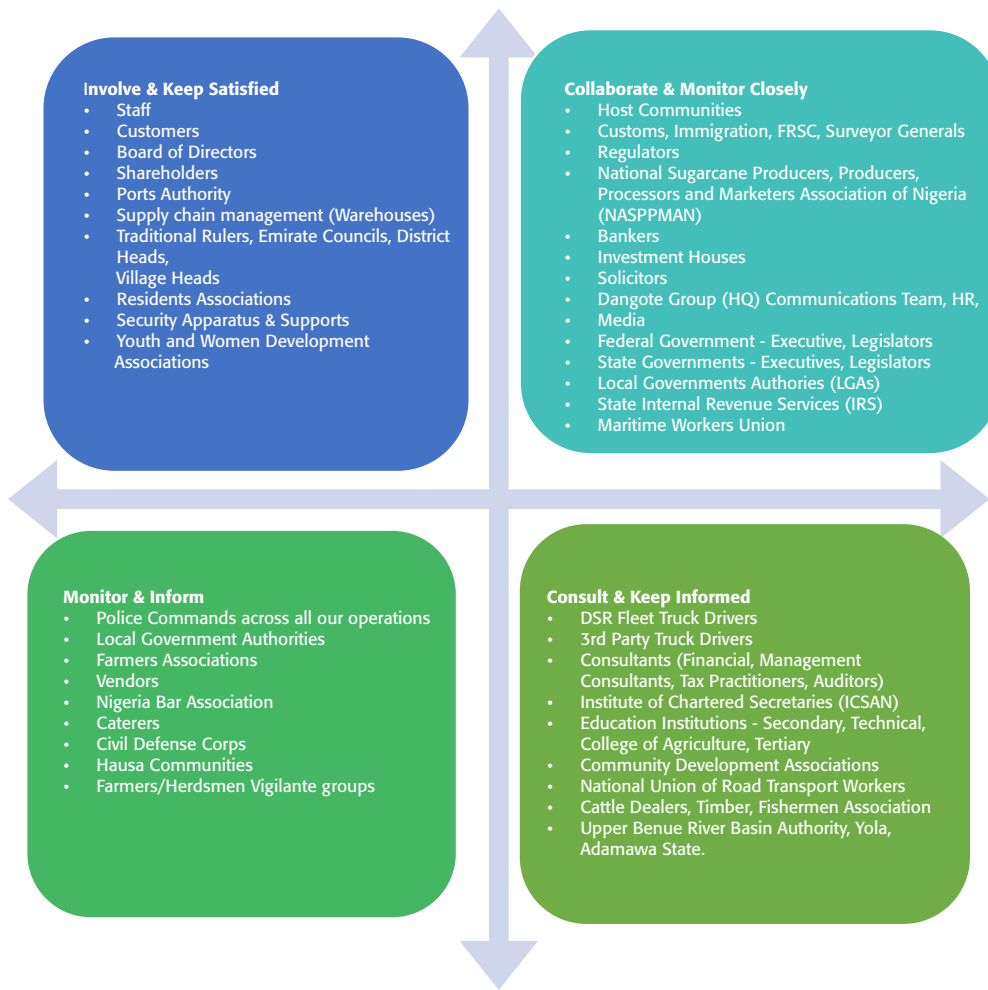 Involve & Keep Satisfied
• Staff
• Customers
• Board of Directors
• Shareholders
• Ports Authority
• Supply chain management (Warehouses)
• Traditional Rulers, Emirate Councils, District
Heads,
Village Heads
• Residents Associations
• Security Apparatus & Supports
• Youth and Women Development
Associations
Collaborate & Monitor Closely
• Host Communities
• Customs, Immigration, FRSC, Surveyor Generals
• Regulators
• National Sugarcane Producers, Producers,
Processors and Marketers Association of Nigeria
(NASPPMAN)
• Bankers
• Investment Houses
• Solicitors
• Dangote Group (HQ) Communications Team, HR,
• Media
• Federal Government - Executive, Legislators
• State Governments - Executives, Legislators
• Local Governments Authories (LGAs)
• State Internal Revenue Services (IRS)
• Maritime Workers Union
Monitor & Inform
• Police Commands across all our operations
• Local Government Authorities
• Farmers Associations
• Vendors
• Nigeria Bar Association
• Caterers
• Civil Defense Corps
• Hausa Communities
• Farmers/Herdsmen Vigilante groups
Consult & Keep Informed
• DSR Fleet Truck Drivers
• 3rd Party Truck Drivers
• Consultants (Financial, Management
Consultants, Tax Practitioners, Auditors)
• Institute of Chartered Secretaries (ICSAN)
• Education Institutions - Secondary, Technical,
College of Agriculture, Tertiary
• Community Development Associations
• National Union of Road Transport Workers
• Cattle Dealers, Timber, Fishermen Association
• Upper Benue River Basin Authority, Yola,
Adamawa State.